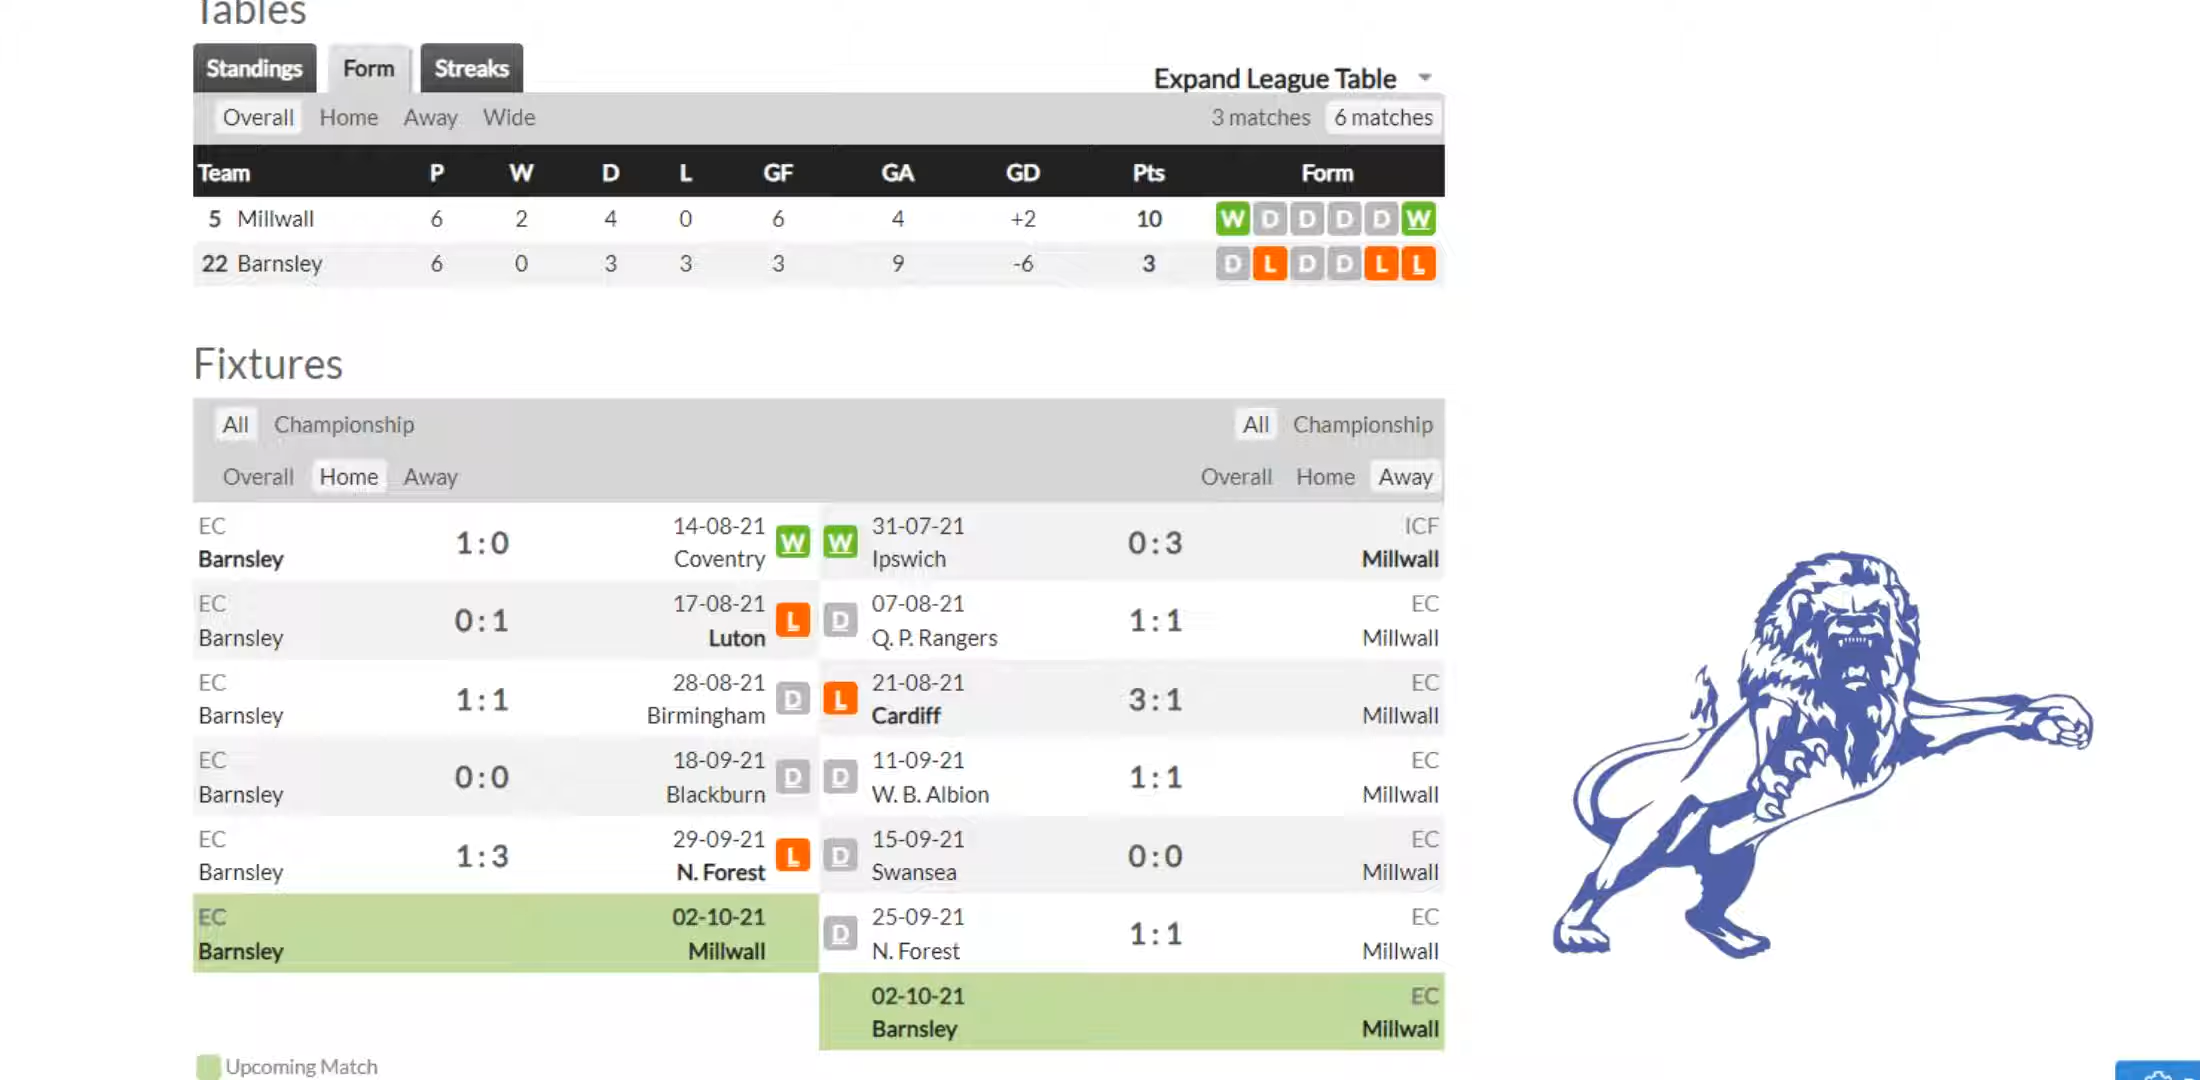 Tables
Standings Form Streaks
Expand League Table
Overall Home Away Wide 3 matches 6 matches
Team P W D L GF GA GD Pts Form
5 Millwall 6 2 4 0 6 4 +2 10 W D D D D W
22 Barnsley 6 0 3 3 3 9 -6 3 D L D D L L
Fixtures
All Championship All Championship
Overall Home Away Overall Home Away
EC 14-08-21 31-07-21 ICF
Barnsley 1:0 Coventry W W Ipswich 0:3 Millwall
EC 17-08-21 07-08-21 EC
Barnsley 0:1 Luton L D Q. P. Rangers 1:1 Millwall
EC 28-08-21 21-08-21 EC
Barnsley 1:1 Birmingham D L Cardiff 3:1 Millwall
EC 18-09-21 11-09-21 EC
Barnsley 0:0 Blackburn D D W. B. Albion 1:1 Millwall
EC 29-09-21 15-09-21 EC
Barnsley 1:3 N. Forest L D Swansea 0:0 Millwall
EC 02-10-21 25-09-21 EC
Barnsley Millwall D N. Forest 1:1 Millwall
02-10-21 EC
Barnsley Millwall
Upcoming Match